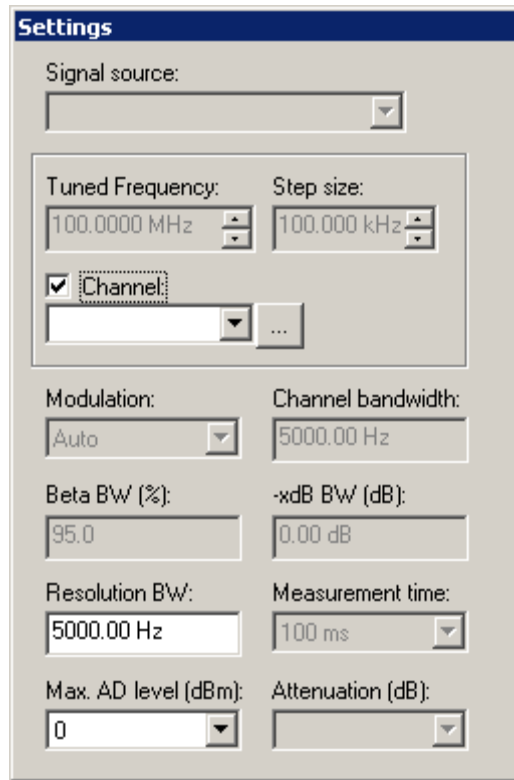 Settings
Signal source:
Tuned Frequency: Step size:
100.0000 MHz 100.000 kHz
Channel:
...
Modulation: Channel bandwidth:
Auto 5000.00 Hz
Beta BW (%): -xdB BW (dB):
95.0 0.00 dB
Resolution BW: Measurement time:
5000.00 Hz 100 ms
Max. AD level (dBm): Attenuation (dB):
0